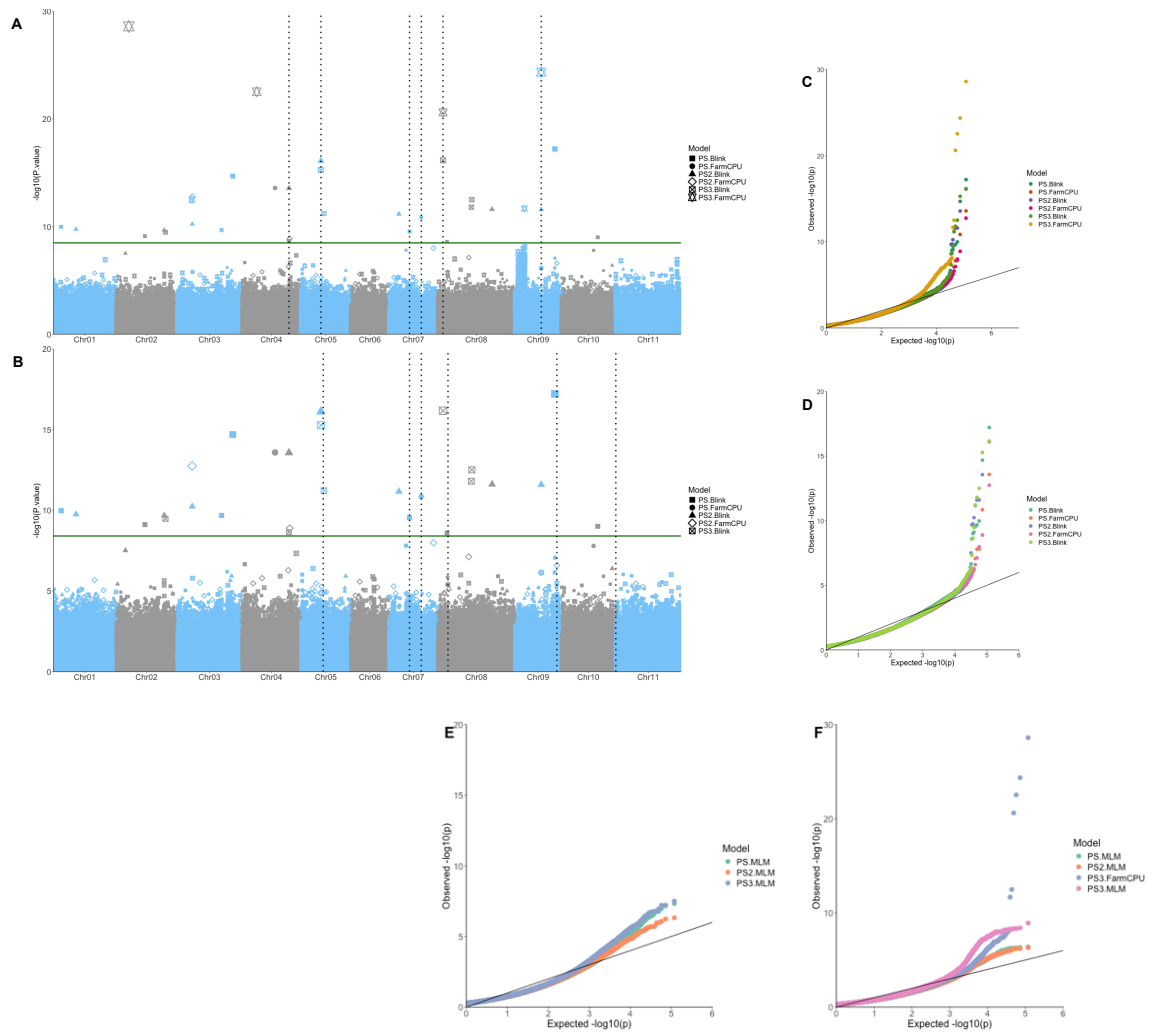 A
-log10(P.value)
30
20
10
0
Chr01 Chr02 Chr03 Chr04 Chr05 Chr06 Chr07 Chr08 Chr09 Chr10 Chr11
Model
PS.Blink
PS.FarmCPU
PS2.Blink
PS2.FarmCPU
PS3.Blink
PS3.FarmCPU
C
Observed -log10(p)
30
20
10
0
0 2 4 6
Expected -log10(p)
Model
PS.Blink
PS.FarmCPU
PS2.Blink
PS2.FarmCPU
PS3.Blink
PS3.FarmCPU
B
-log10(P.value)
20
15
10
5
0
Chr01 Chr02 Chr03 Chr04 Chr05 Chr06 Chr07 Chr08 Chr09 Chr10 Chr11
Model
PS.Blink
PS.FarmCPU
PS2.Blink
PS2.FarmCPU
PS3.Blink
D
Observed -log10(p)
20
15
10
5
0
0 1 2 3 4 5 6
Expected -log10(p)
Model
PS.Blink
PS.FarmCPU
PS2.Blink
PS2.FarmCPU
PS3.Blink
E
Observed -log10(p)
20
15
10
5
0
0 1 2 3 4 5 6
Expected -log10(p)
Model
PS.MLM
PS2.MLM
PS3.MLM
F
Observed -log10(p)
30
20
10
0
0 1 2 3 4 5 6
Expected -log10(p)
Model
PS.MLM
PS2.MLM
PS3.FarmCPU
PS3.MLM